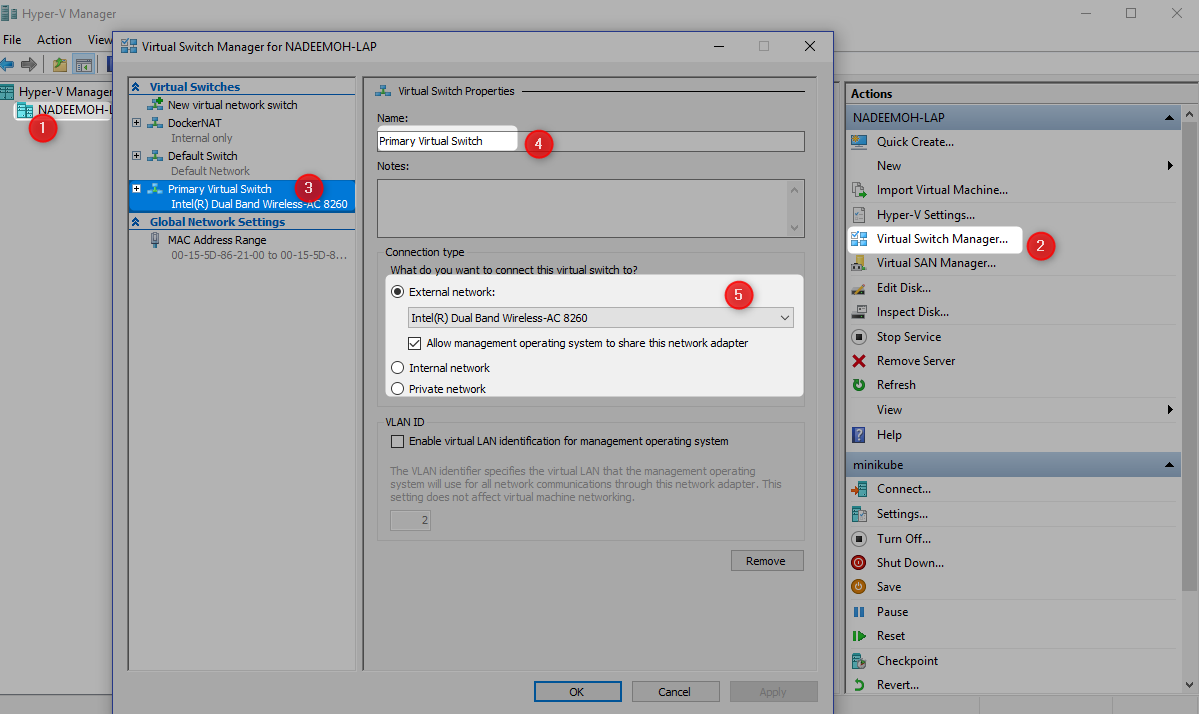 Hyper-V Manager
File Action View
Virtual Switch Manager for NADEEMOH-LAP
Hyper-V Manager
NADEEMOH-L
1
Virtual Switches
New virtual network switch
DockerNAT
Internal only
Default Switch
Default Network
Primary Virtual Switch
3
Intel(R) Dual Band Wireless-AC 8260
Global Network Settings
MAC Address Range
00-15-5D-86-21-00 to 00-15-5D-8...
Virtual Switch Properties
Name:
Primary Virtual Switch
4
Notes:
Connection type
What do you want to connect this virtual switch to?
External network:
5
Intel(R) Dual Band Wireless-AC 8260
Allow management operating system to share this network adapter
Internal network
Private network
VLAN ID
Enable virtual LAN identification for management operating system
The VLAN identifier specifies the virtual LAN that the management operating
system will use for all network communications through this network adapter. This
setting does not affect virtual machine networking.
2
Remove
OK Cancel Apply
Actions
NADEEMOH-LAP
Quick Create...
New
Import Virtual Machine...
Hyper-V Settings...
Virtual Switch Manager...
2
Virtual SAN Manager...
Edit Disk...
Inspect Disk...
Stop Service
Remove Server
Refresh
View
Help
minikube
Connect...
Settings...
Turn Off...
Shut Down...
Save
Pause
Reset
Checkpoint
Revert...